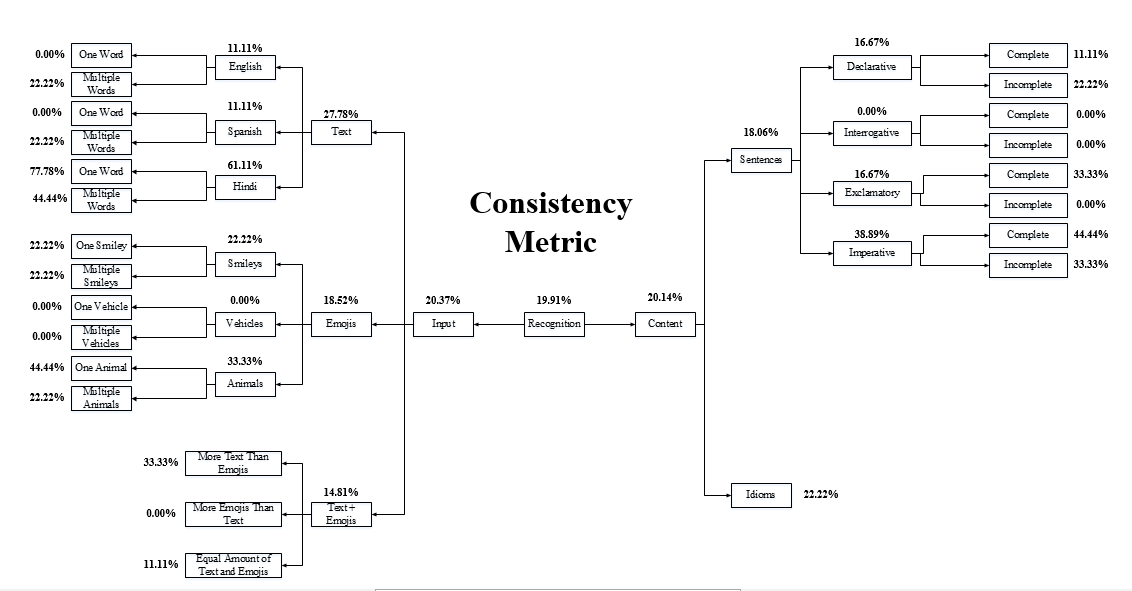 Consistency
Metric
19.91%
Recognition
20.37%
Input
27.78%
Text
11.11%
English
0.00%
One Word
22.22%
Multiple
Words
11.11%
Spanish
0.00%
One Word
22.22%
Multiple
Words
61.11%
Hindi
77.78%
One Word
44.44%
Multiple
Words
18.52%
Emojis
22.22%
Smileys
22.22%
One Smiley
22.22%
Multiple
Smileys
0.00%
Vehicles
0.00%
One Vehicle
0.00%
Multiple
Vehicles
33.33%
Animals
44.44%
One Animal
22.22%
Multiple
Animals
14.81%
Text +
Emojis
33.33%
More Text Than
Emojis
0.00%
More Emojis Than
Text
11.11%
Equal Amount of
Text and Emojis
20.14%
Content
18.06%
Sentences
16.67%
Declarative
Complete
11.11%
Incomplete
22.22%
0.00%
Interrogative
Complete
0.00%
Incomplete
0.00%
16.67%
Exclamatory
Complete
33.33%
Incomplete
0.00%
38.89%
Imperative
Complete
44.44%
Incomplete
33.33%
Idioms
22.22%